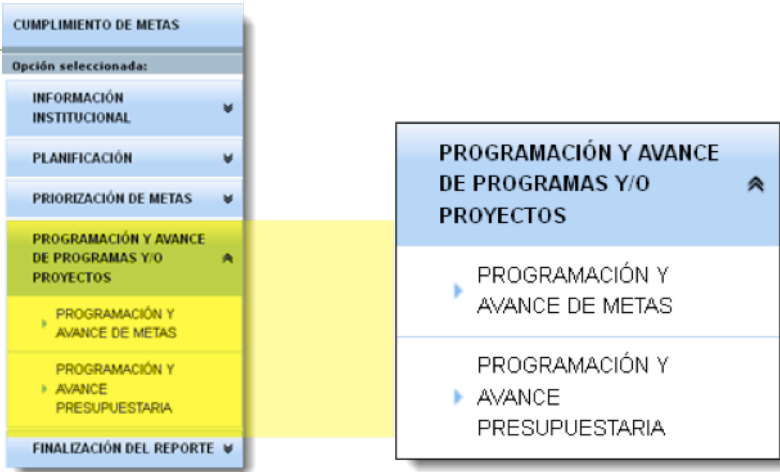 CUMPLIMIENTO DE METAS
Opción seleccionada:
INFORMACIÓN
INSTITUCIONAL
PLANIFICACIÓN
PRIORIZACIÓN DE METAS
PROGRAMACIÓN Y AVANCE
DE PROGRAMAS Y/O
PROYECTOS
PROGRAMACIÓN Y
AVANCE DE METAS
PROGRAMACIÓN Y
AVANCE
PRESUPUESTARIA
FINALIZACIÓN DEL REPORTE
PROGRAMACIÓN Y AVANCE
DE PROGRAMAS Y/O
PROYECTOS
PROGRAMACIÓN Y
AVANCE DE METAS
PROGRAMACIÓN Y
AVANCE
PRESUPUESTARIA